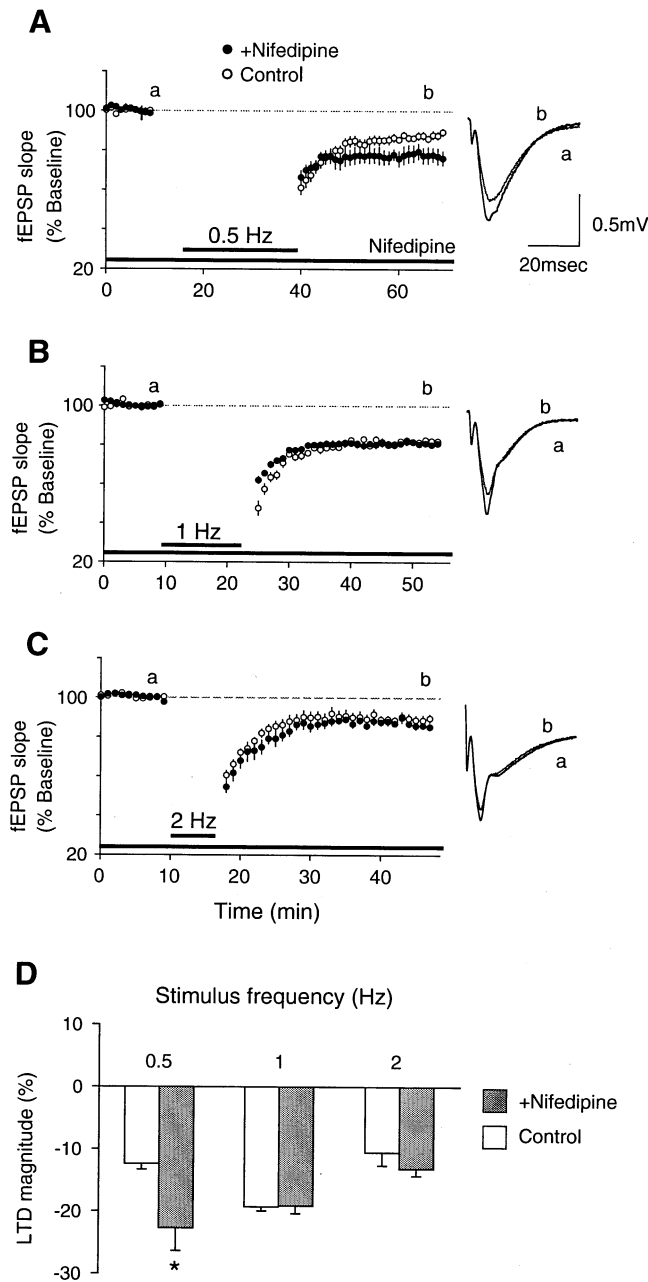 A
+Nifedipine
Control
a
b
100
20
fEPSP slope
(% Baseline)
0.5 Hz
Nifedipine
0 20 40 60
b
a
0.5mV
20msec
B
a
b
100
20
fEPSP slope
(% Baseline)
1 Hz
0 10 20 30 40 50
b
a
C
a
b
100
20
fEPSP slope
(% Baseline)
2 Hz
0 10 20 30 40
Time (min)
b
a
D
Stimulus frequency (Hz)
10
0
-10
-20
-30
LTD magnitude (%)
0.5 1 2
*
+Nifedipine
Control